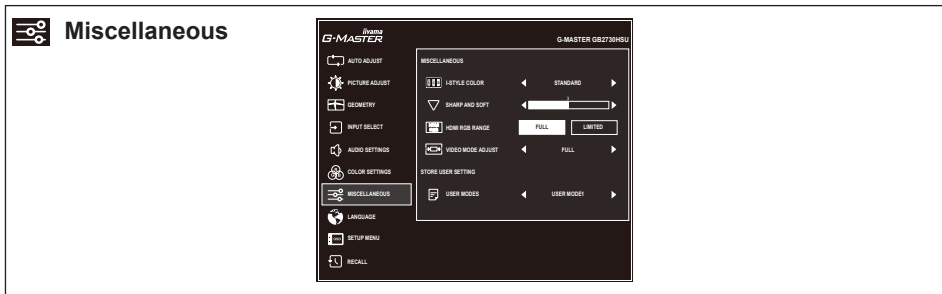 Miscellaneous
iiyama
G-MASTER
G-MASTER GB2730HSU
AUTO ADJUST
PICTURE ADJUST
GEOMETRY
INPUT SELECT
AUDIO SETTINGS
COLOR SETTINGS
MISCELLANEOUS
LANGUAGE
SETUP MENU
RECALL
MISCELLANEOUS
i-STYLE COLOR STANDARD
SHARP AND SOFT 3
HDMI RGB RANGE FULL LIMITED
VIDEO MODE ADJUST FULL
STORE USER SETTING
USER MODES USER MODE1